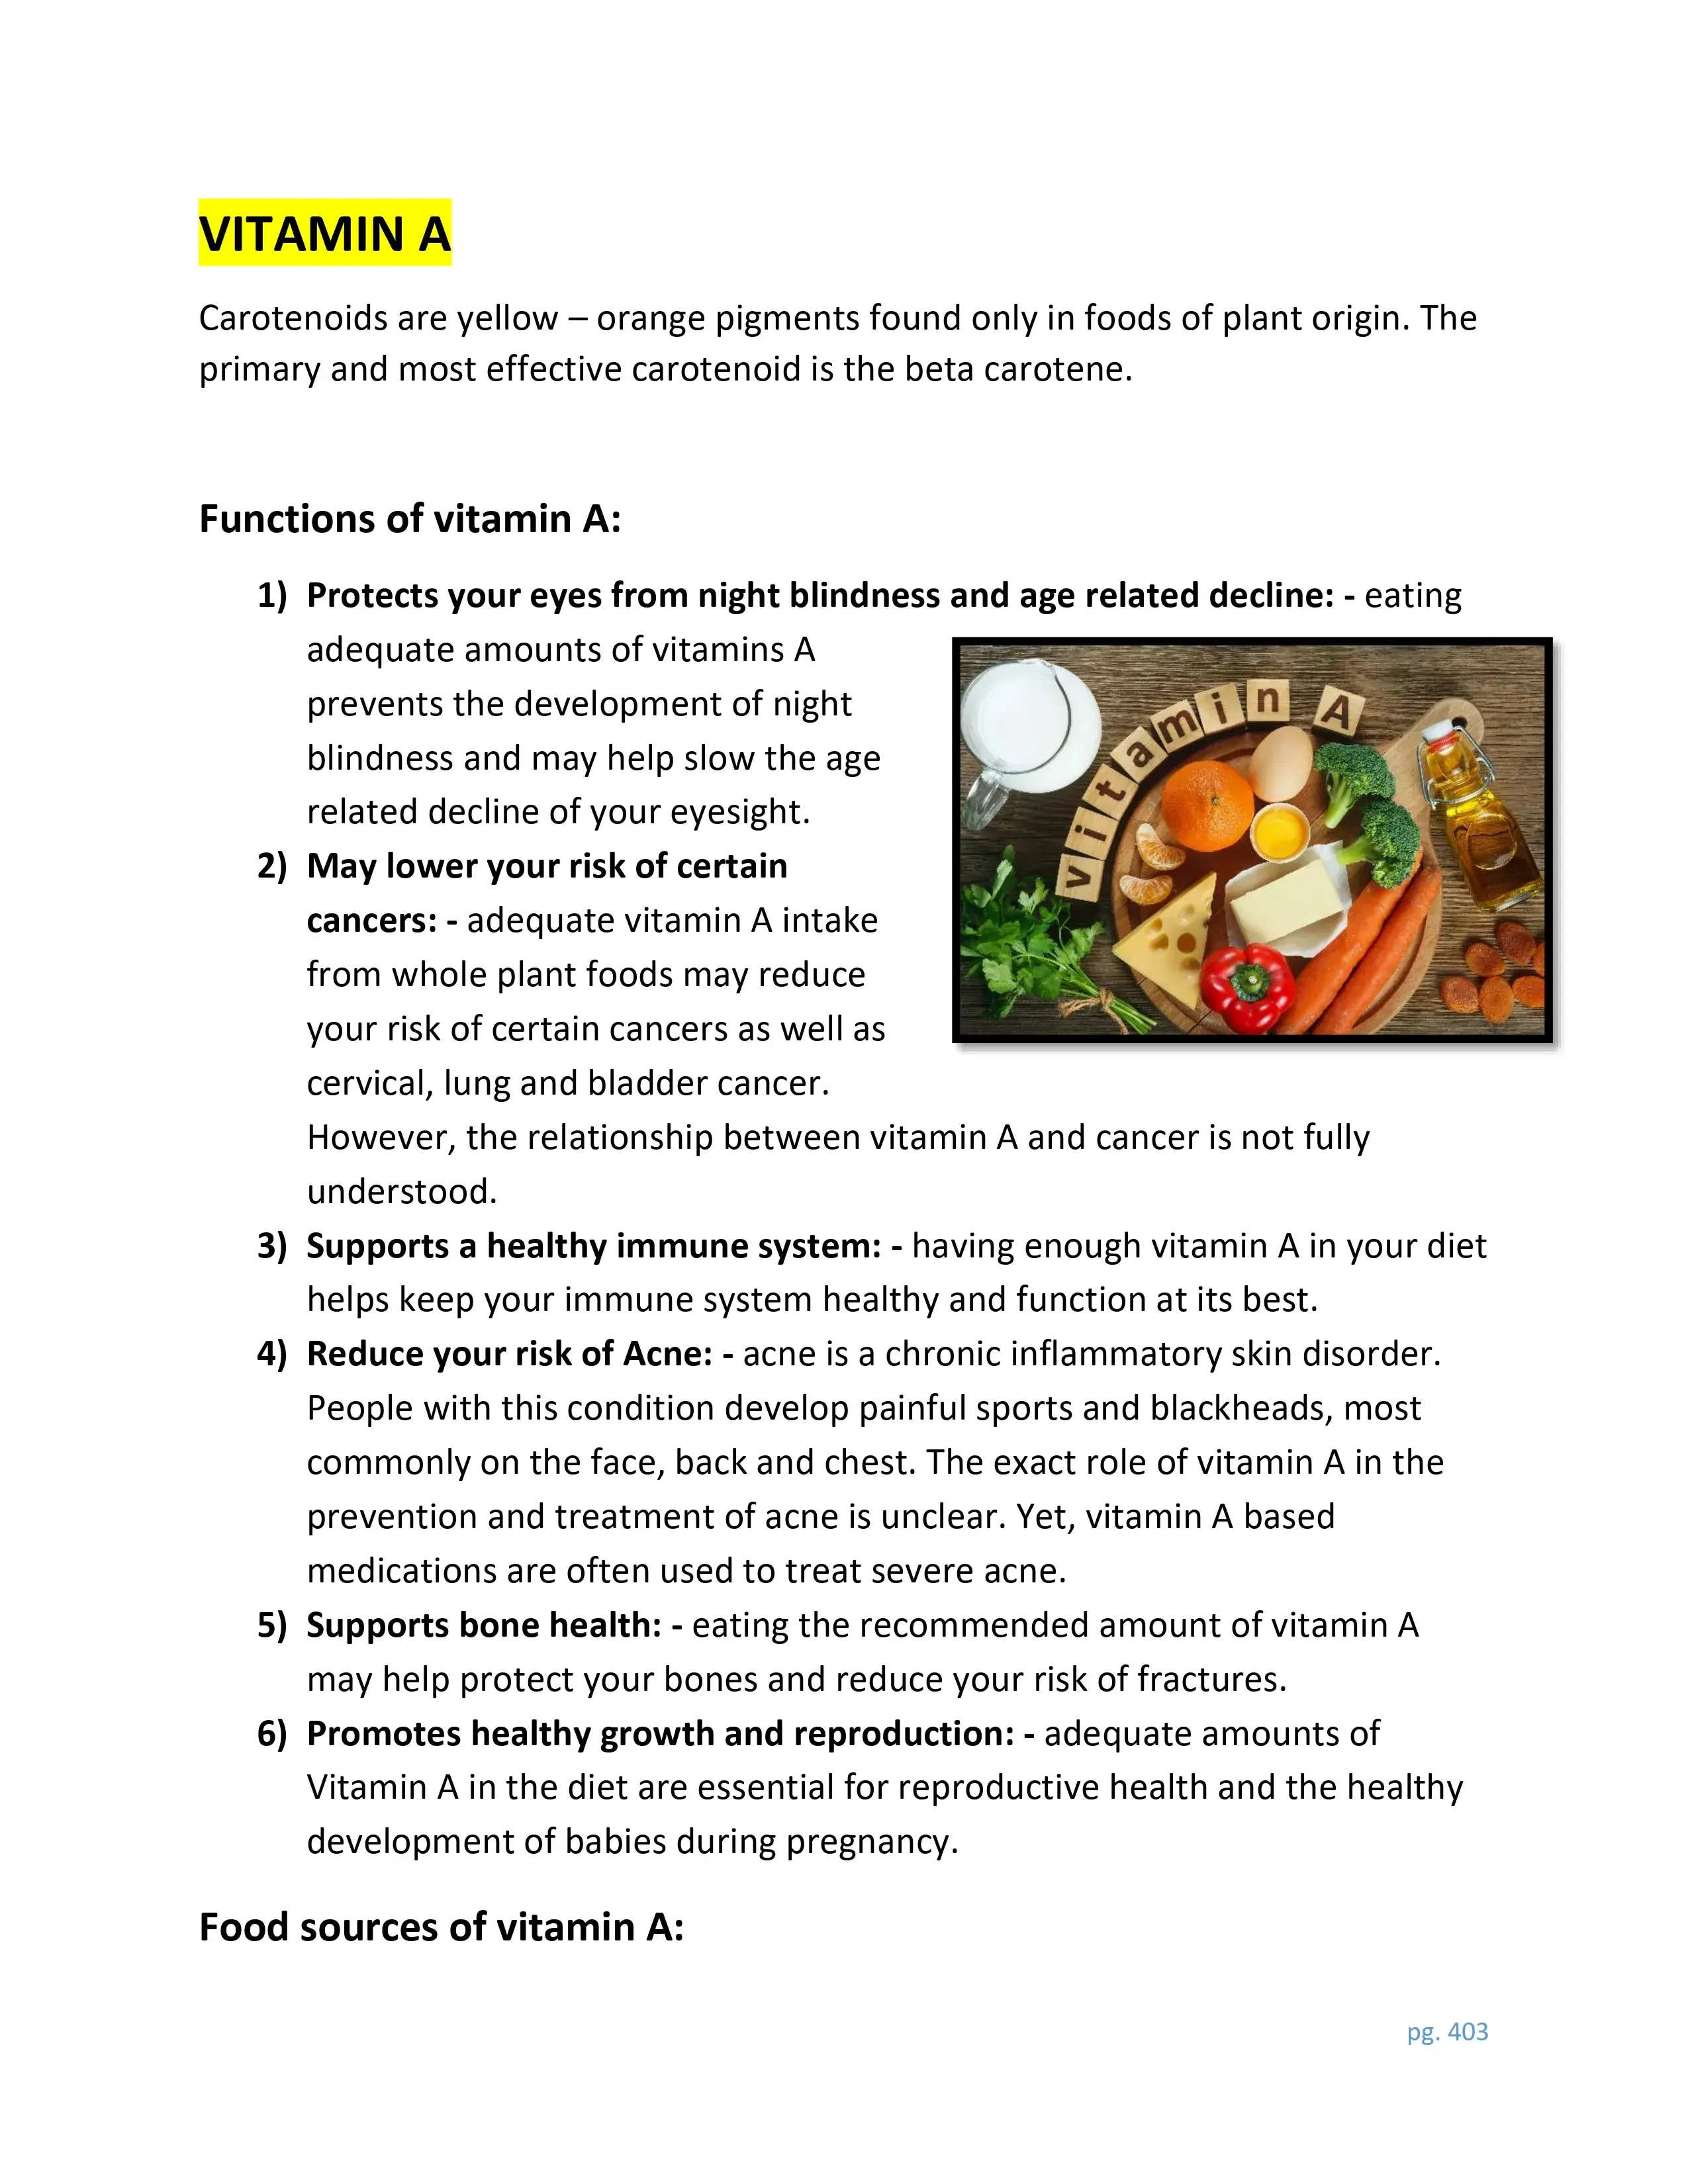 VITAMIN A
Carotenoids are yellow – orange pigments found only in foods of plant origin. The
primary and most effective carotenoid is the beta carotene.
Functions of vitamin A:
1) Protects your eyes from night blindness and age related decline: - eating
adequate amounts of vitamins A
prevents the development of night
blindness and may help slow the age
related decline of your eyesight.
vitamin A
2) May lower your risk of certain
cancers: - adequate vitamin A intake
from whole plant foods may reduce
your risk of certain cancers as well as
cervical, lung and bladder cancer.
However, the relationship between vitamin A and cancer is not fully
understood.
3) Supports a healthy immune system: - having enough vitamin A in your diet
helps keep your immune system healthy and function at its best.
4) Reduce your risk of Acne: - acne is a chronic inflammatory skin disorder.
People with this condition develop painful sports and blackheads, most
commonly on the face, back and chest. The exact role of vitamin A in the
prevention and treatment of acne is unclear. Yet, vitamin A based
medications are often used to treat severe acne.
5) Supports bone health: - eating the recommended amount of vitamin A
may help protect your bones and reduce your risk of fractures.
6) Promotes healthy growth and reproduction: - adequate amounts of
Vitamin A in the diet are essential for reproductive health and the healthy
development of babies during pregnancy.
Food sources of vitamin A:
pg. 403